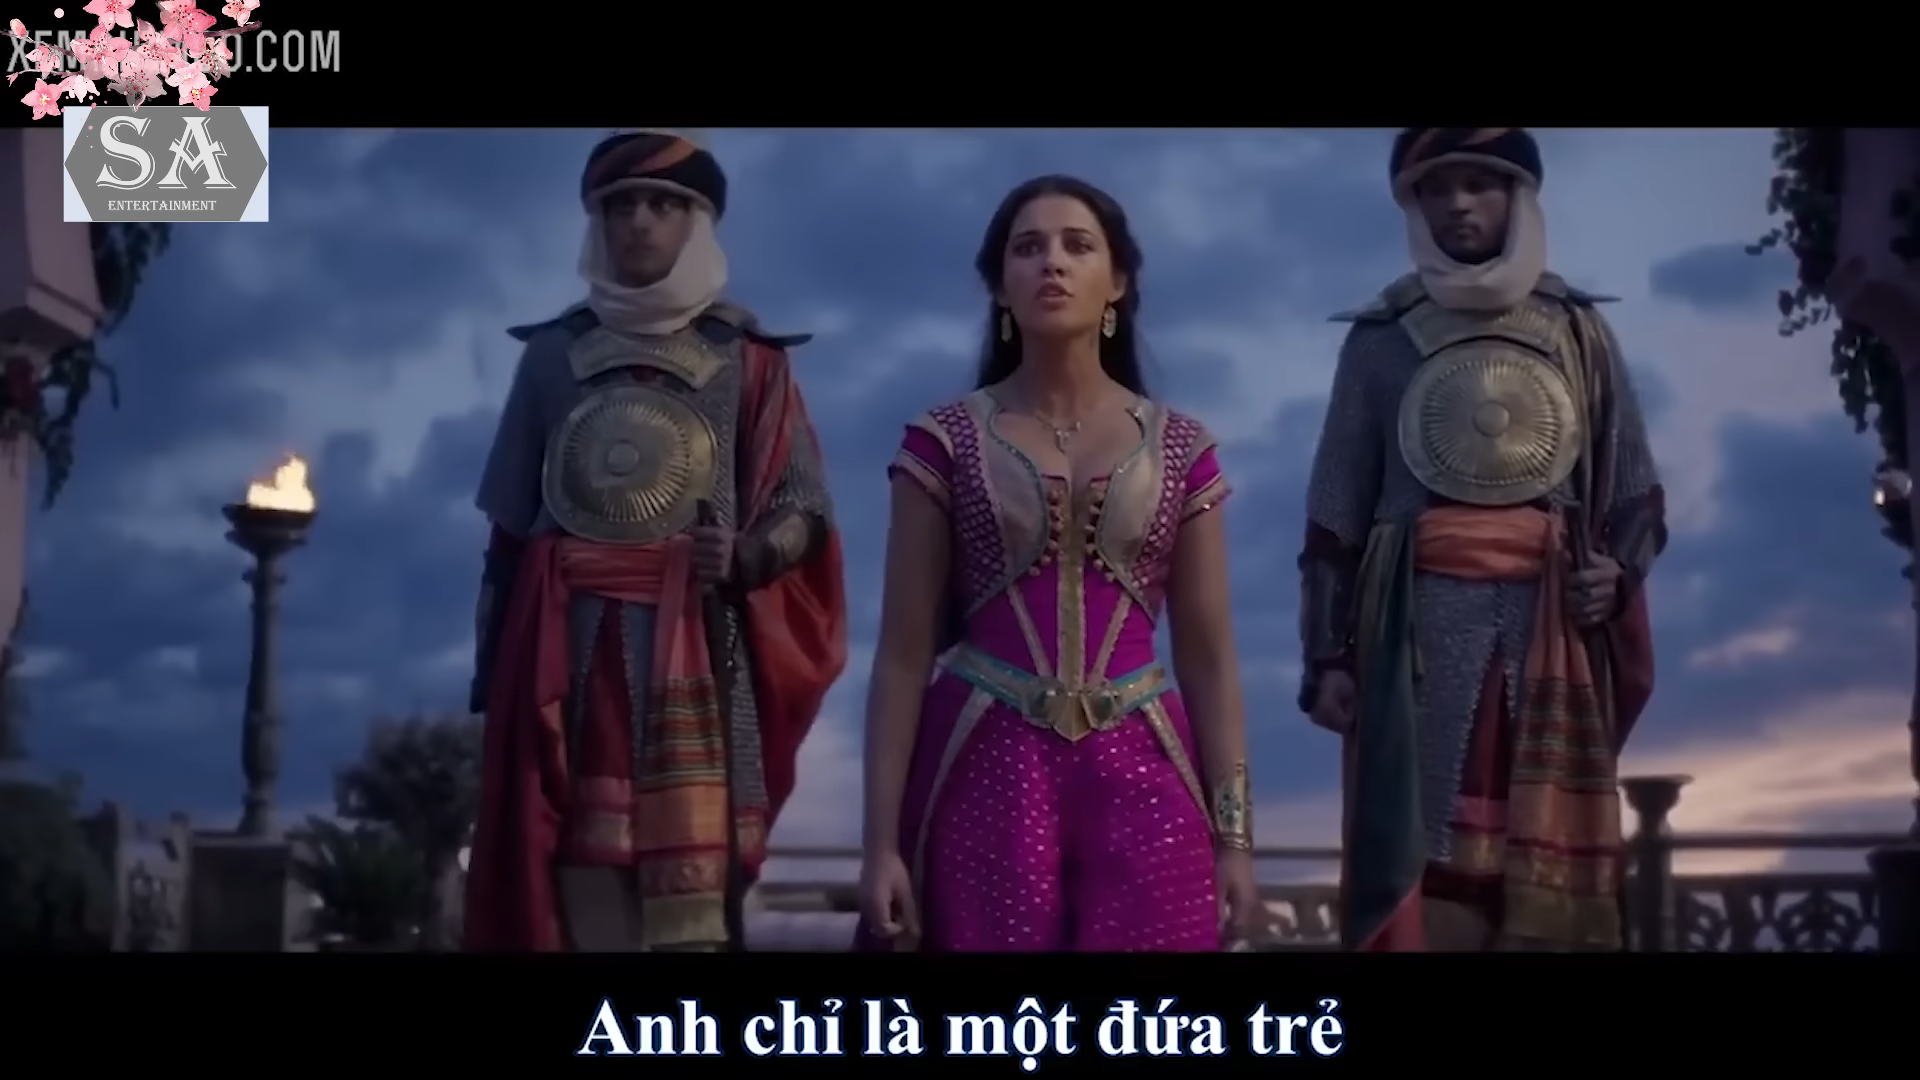 SA
ENTERTAINMENT
Anh chỉ là một đứa trẻ